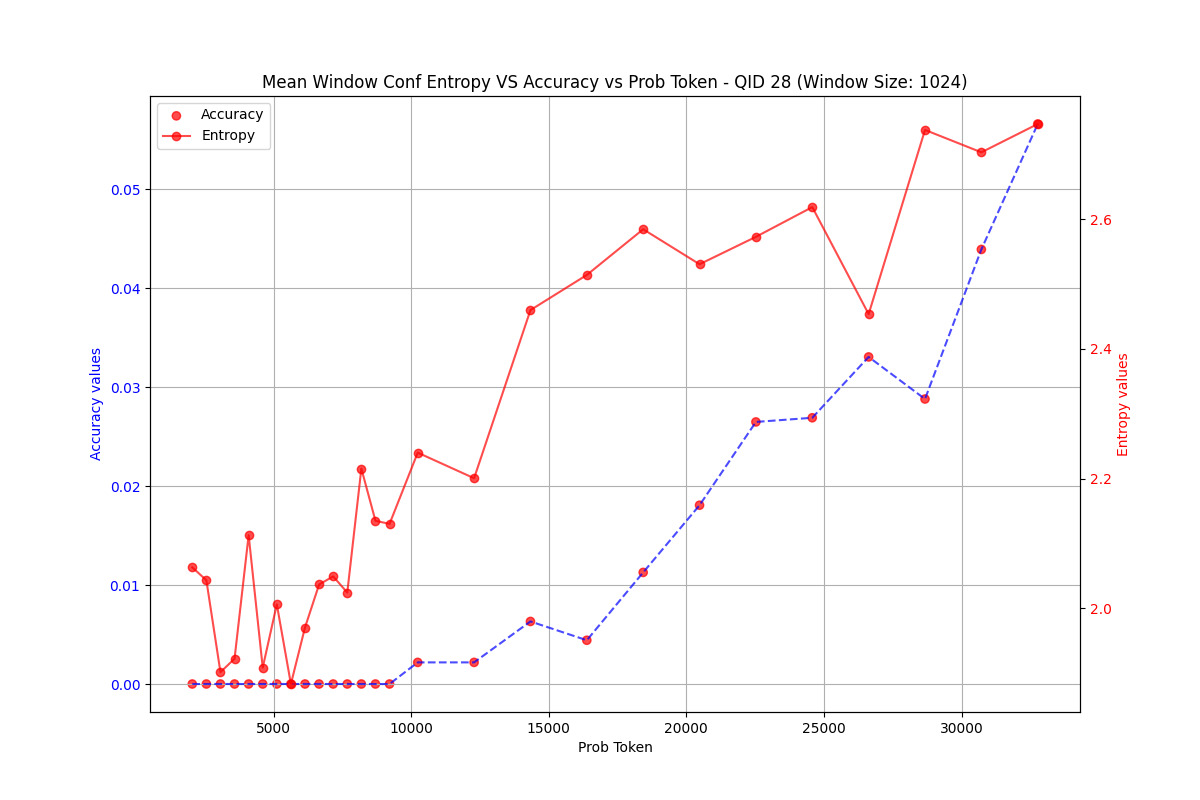 Mean Window Conf Entropy VS Accuracy vs Prob Token - QID 28 (Window Size: 1024)
Accuracy
Entropy
0.05
0.04
0.03
0.02
0.01
0.00
Accuracy values
2.6
2.4
2.2
2.0
Entropy values
5000 10000 15000 20000 25000 30000
Prob Token